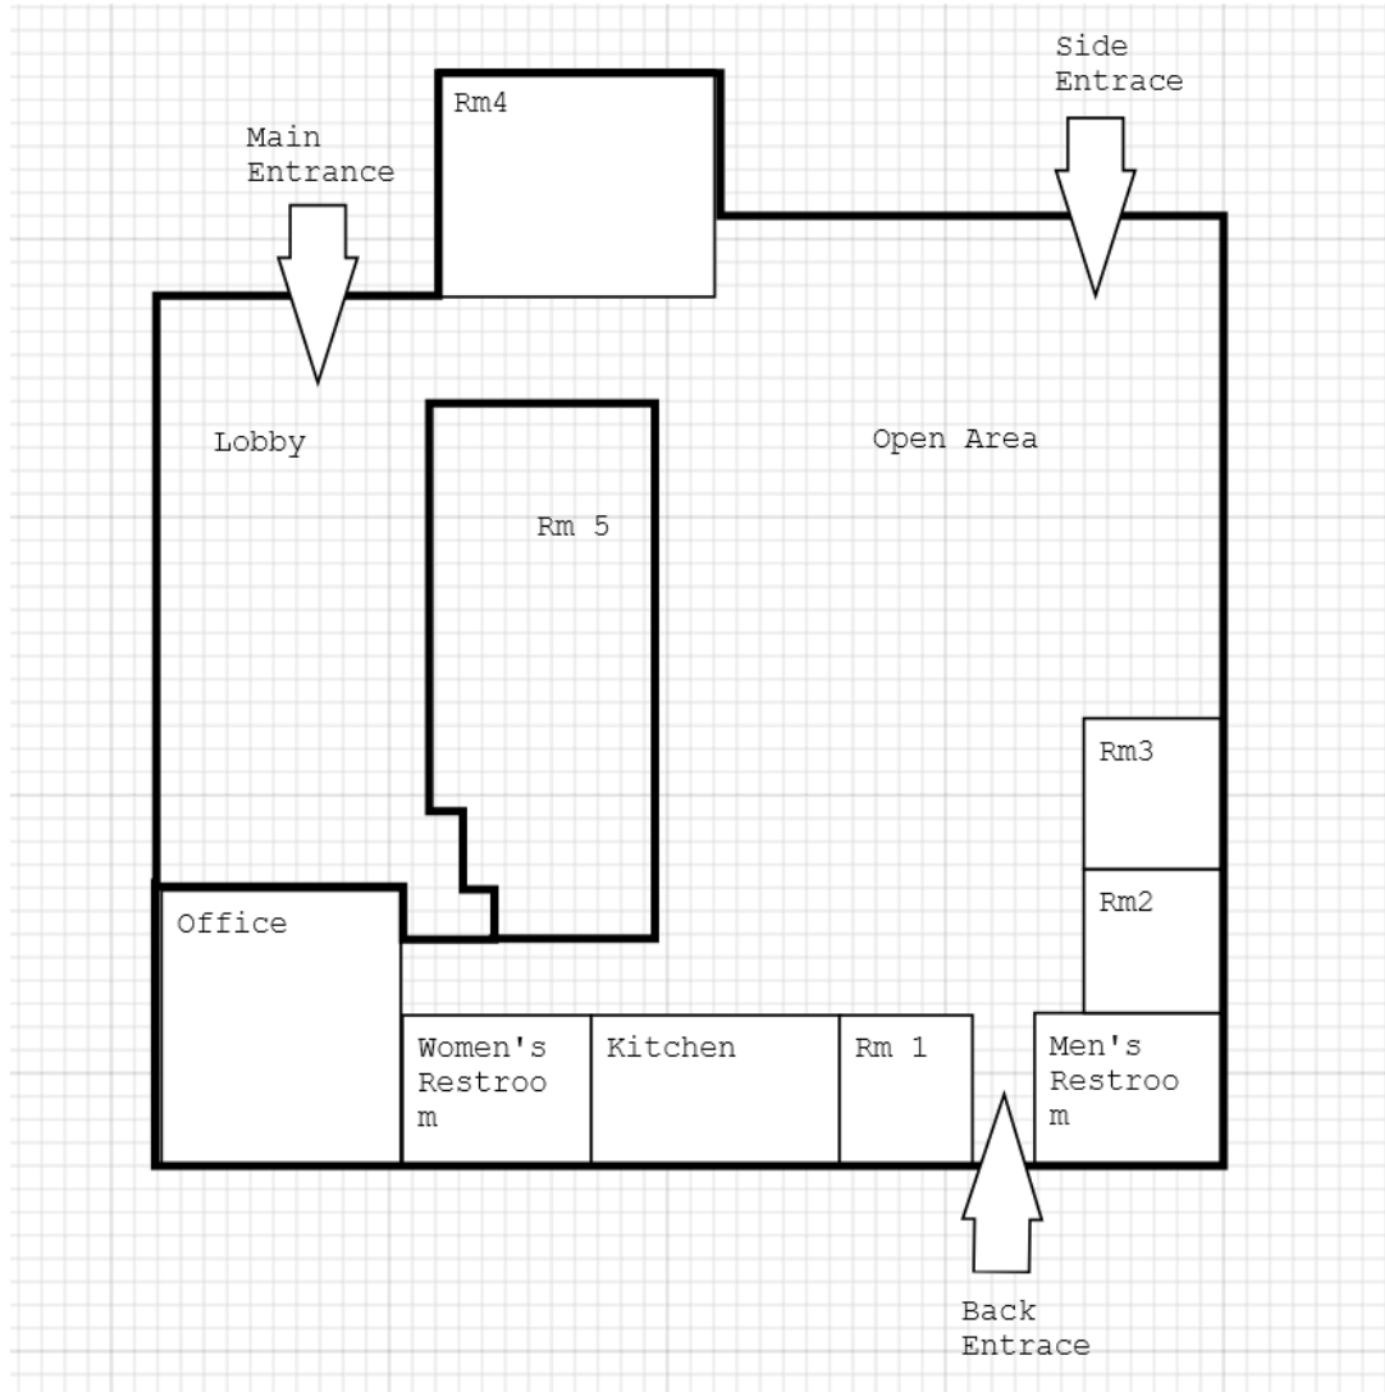 Side
Entrace
Rm4
Main
Entrance
Lobby
Open Area
Rm 5
Rm3
Rm2
Office
Women's
Restroo
m
Kitchen
Rm 1
Men's
Restroo
m
Back
Entrace